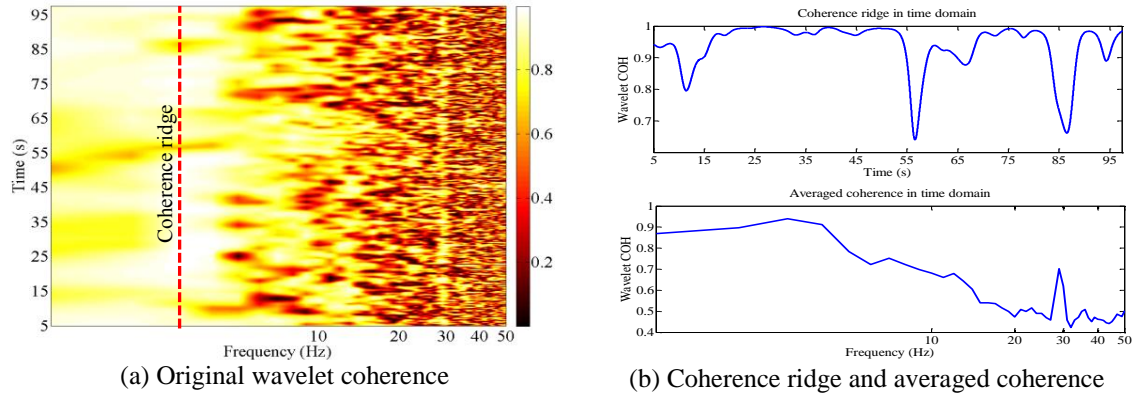 95
85
75
65
55
45
35
25
15
5
Time (s)
Coherence ridge
10 20 30 40 50
Frequency (Hz)
0.8
0.6
0.4
0.2
(a) Original wavelet coherence
Coherence ridge in time domain
1
0.9
0.8
0.7
Wavelet COH
5 15 25 35 45 55 65 75 85 95
Time (s)
Averaged coherence in time domain
1
0.9
0.8
0.7
0.6
0.5
0.4
Wavelet COH
10 20 30 40 50
Frequency (Hz)
(b) Coherence ridge and averaged coherence